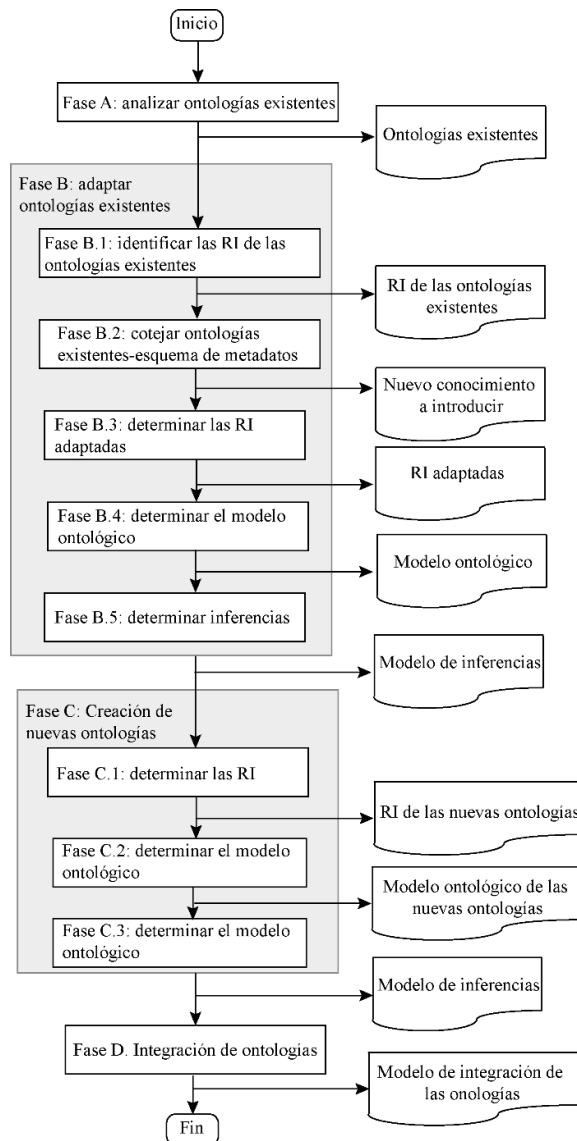 Inicio
Fase A: analizar ontologías existentes
Ontologías existentes
Fase B: adaptar
ontologías existentes
Fase B.1: identificar las RI de las
ontologías existentes
RI de las ontologías
existentes
Fase B.2: cotejar ontologías
existentes-esquema de metadatos
Nuevo conocimiento
a introducir
Fase B.3: determinar las RI
adaptadas
RI adaptadas
Fase B.4: determinar el modelo
ontológico
Modelo ontológico
Fase B.5: determinar inferencias
Modelo de inferencias
Fase C: Creación de
nuevas ontologías
Fase C.1: determinar las RI
RI de las nuevas ontologías
Fase C.2: determinar el modelo
ontológico
Modelo ontológico de las
nuevas ontologías
Fase C.3: determinar el modelo
ontológico
Modelo de inferencias
Fase D. Integración de ontologías
Modelo de integración de
las onologías
Fin